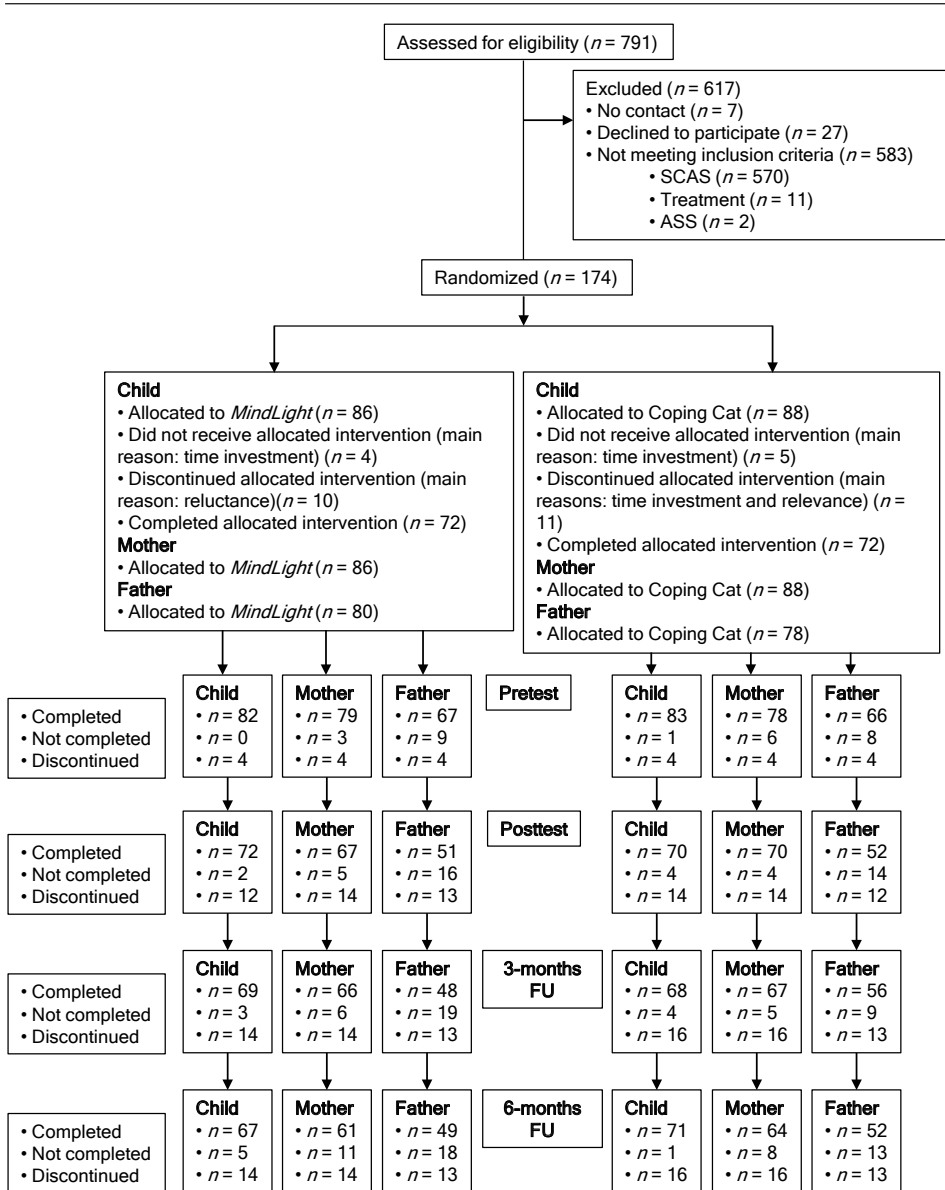 Assessed for eligibility (n = 791)
Excluded (n = 617)
• No contact (n = 7)
• Declined to participate (n = 27)
• Not meeting inclusion criteria (n = 583)
• SCAS (n = 570)
• Treatment (n = 11)
• ASS (n = 2)
Randomized (n = 174)
Child
• Allocated to MindLight (n = 86)
• Did not receive allocated intervention (main
reason: time investment) (n = 4)
• Discontinued allocated intervention (main
reason: reluctance)(n = 10)
• Completed allocated intervention (n = 72)
Mother
• Allocated to MindLight (n = 86)
Father
• Allocated to MindLight (n = 80)
Child
• Allocated to Coping Cat (n = 88)
• Did not receive allocated intervention (main
reason: time investment) (n = 5)
• Discontinued allocated intervention (main
reasons: time investment and relevance) (n =
11)
• Completed allocated intervention (n = 72)
Mother
• Allocated to Coping Cat (n = 88)
Father
• Allocated to Coping Cat (n = 78)
• Completed
• Not completed
• Discontinued
Child
• n = 82
• n = 0
• n = 4
Mother
• n = 79
• n = 3
• n = 4
Father
• n = 67
• n = 9
• n = 4
Pretest
Child
• n = 83
• n = 1
• n = 4
Mother
• n = 78
• n = 6
• n = 4
Father
• n = 66
• n = 8
• n = 4
• Completed
• Not completed
• Discontinued
Child
• n = 72
• n = 2
• n = 12
Mother
• n = 67
• n = 5
• n = 14
Father
• n = 51
• n = 16
• n = 13
Posttest
Child
• n = 70
• n = 4
• n = 14
Mother
• n = 70
• n = 4
• n = 14
Father
• n = 52
• n = 14
• n = 12
• Completed
• Not completed
• Discontinued
Child
• n = 69
• n = 3
• n = 14
Mother
• n = 66
• n = 6
• n = 14
Father
• n = 48
• n = 19
• n = 13
3-months
FU
Child
• n = 68
• n = 4
• n = 16
Mother
• n = 67
• n = 5
• n = 16
Father
• n = 56
• n = 9
• n = 13
• Completed
• Not completed
• Discontinued
Child
• n = 67
• n = 5
• n = 14
Mother
• n = 61
• n = 11
• n = 14
Father
• n = 49
• n = 18
• n = 13
6-months
FU
Child
• n = 71
• n = 1
• n = 16
Mother
• n = 64
• n = 8
• n = 16
Father
• n = 52
• n = 13
• n = 13